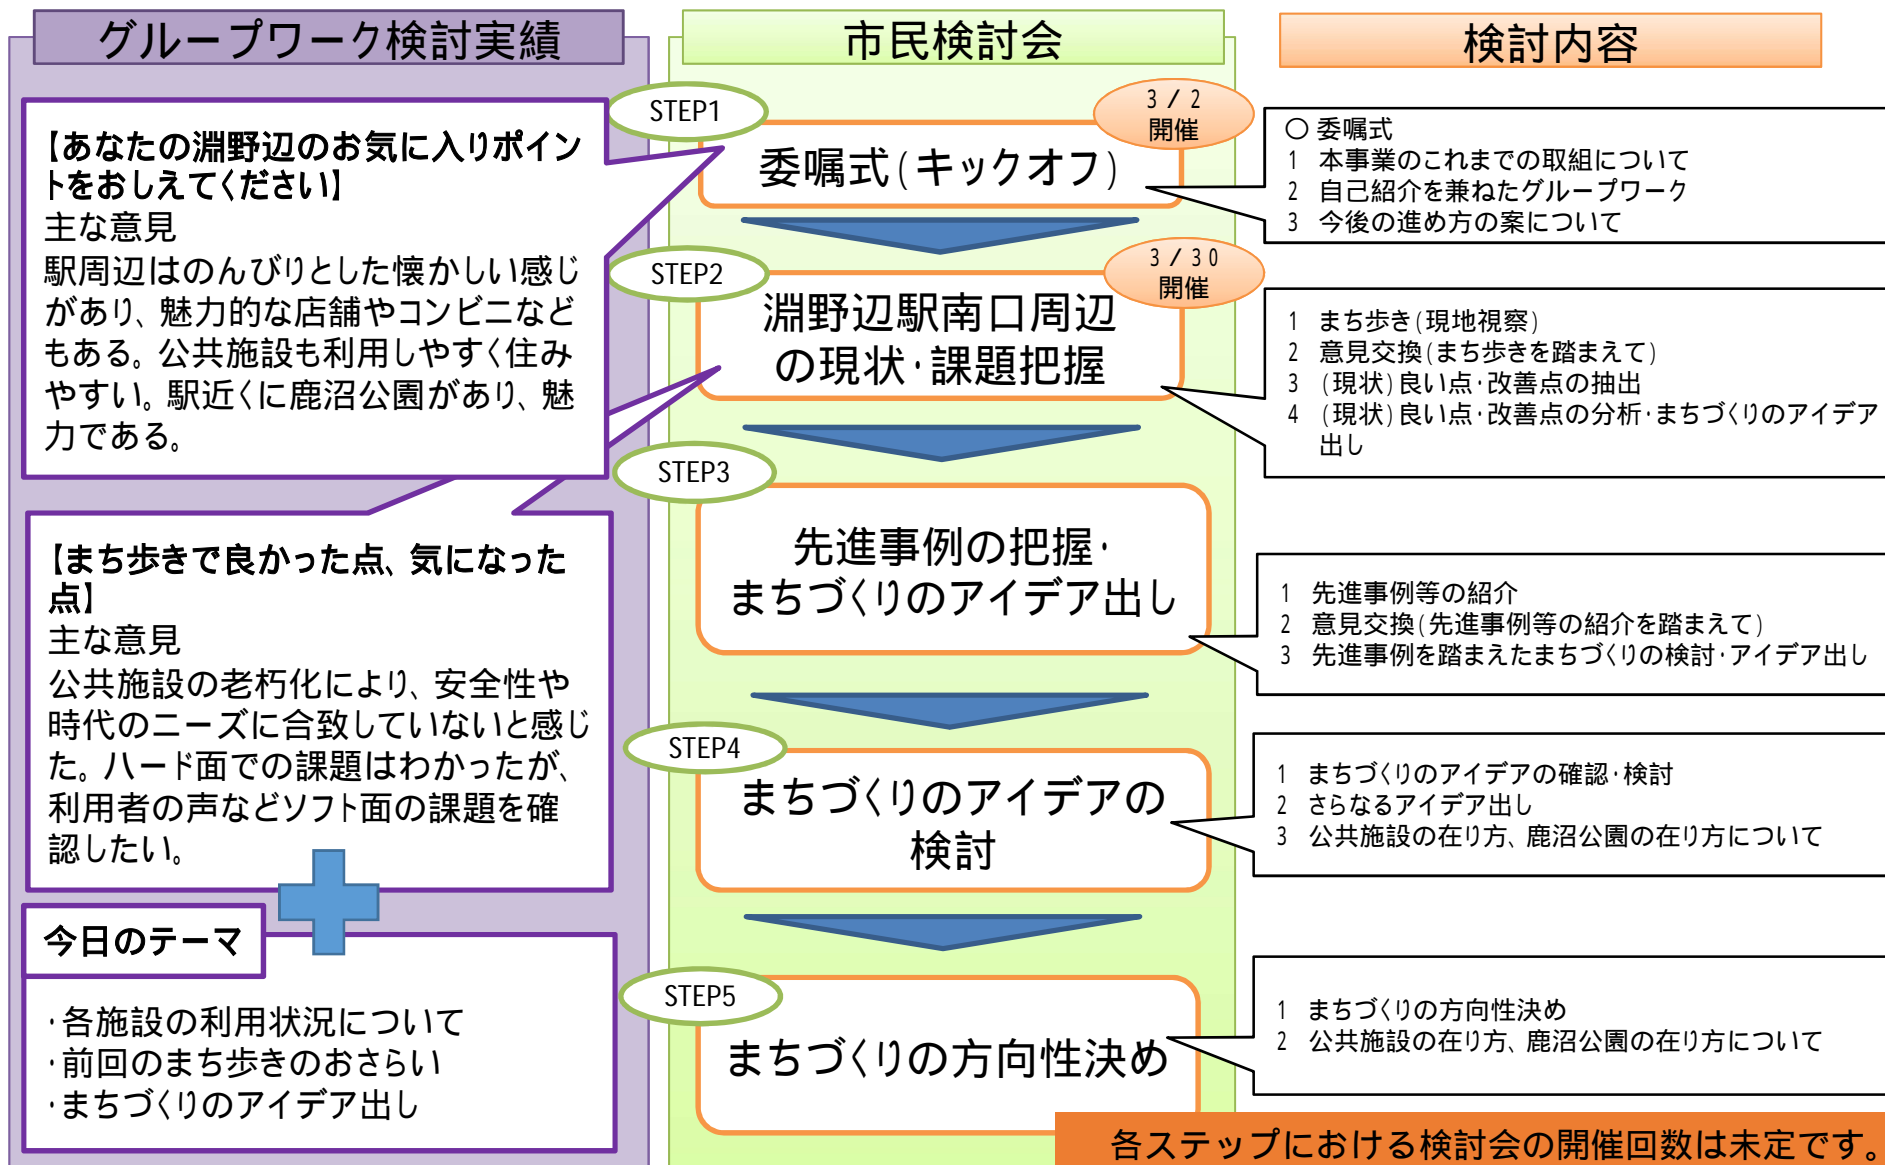 グループワーク検討実績
【あなたの淵野辺のお気に入りポイン
トをおしえてください】
主な意見
駅周辺はのんびりとした懐かしい感じ
があり、魅力的な店舗やコンビニなど
もある。公共施設も利用しやすく住み
やすい。駅近くに鹿沼公園があり、魅
力である。
【まち歩きで良かった点、気になった
点】
主な意見
公共施設の老朽化により、安全性や
時代のニーズに合致していないと感じ
た。ハード面での課題はわかったが、
利用者の声などソフト面の課題を確
認したい。
今日のテーマ
・各施設の利用状況について
・前回のまち歩きのおさらい
・まちづくりのアイデア出し
市民検討会
STEP1
3/2
開催
委嘱式(キックオフ)
STEP2
3/30
開催
淵野辺駅南口周辺
の現状・課題把握
STEP3
先進事例の把握・
まちづくりのアイデア出し
STEP4
まちづくりのアイデアの
検討
STEP5
まちづくりの方向性決め
検討内容
○ 委嘱式
1 本事業のこれまでの取組について
2 自己紹介を兼ねたグループワーク
3 今後の進め方の案について
1 まち歩き(現地視察)
2 意見交換(まち歩きを踏まえて)
3 (現状)良い点・改善点の抽出
4 (現状)良い点・改善点の分析・まちづくりのアイデア
出し
1 先進事例等の紹介
2 意見交換(先進事例等の紹介を踏まえて)
3 先進事例を踏まえたまちづくりの検討・アイデア出し
1 まちづくりのアイデアの確認・検討
2 さらなるアイデア出し
3 公共施設の在り方、鹿沼公園の在り方について
1 まちづくりの方向性決め
2 公共施設の在り方、鹿沼公園の在り方について
各ステップにおける検討会の開催回数は未定です。